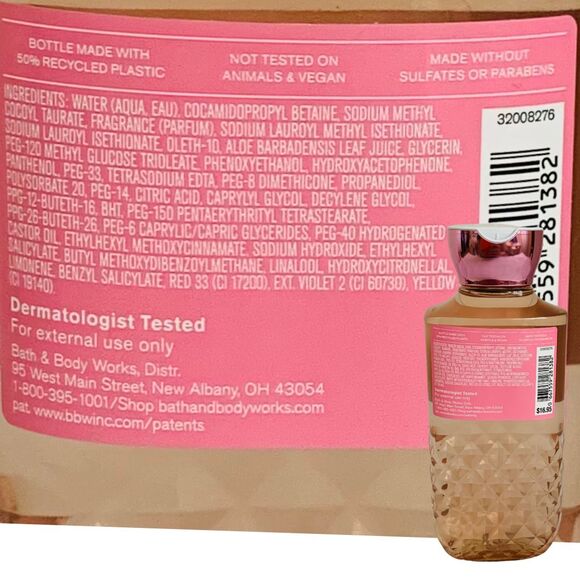 BOTTLE MADE WITH
50% RECYCLED PLASTIC
NOT TESTED ON
ANIMALS & VEGAN
MADE WITHOUT
SULFATES OR PARABENS
INGREDIENTS: WATER (AQUA, EAU), COCAMIDOPROPYL BETAINE, SODIUM METHYL
COCOYL TAURATE, FRAGRANCE (PARFUM), SODIUM LAUROYL METHYL ISETHIONATE,
SODIUM LAUROYL ISETHIONATE, OLETH-10, ALOE BARBADENSIS LEAF JUICE, GLYCERIN,
PEG-120 METHYL GLUCOSE TRIOLEATE, PHENOXYETHANOL, HYDROXYACETOPHENONE,
PANTHENOL, PEG-33, TETRASODIUM EDTA, PEG-8 DIMETHICONE, PROPANEDIOL,
POLYSORBATE 20, PEG-14, CITRIC ACID, CAPRYLYL GLYCOL, DECYLENE GLYCOL,
PPG-12-BUTETH-16, BHT, PEG-150 PENTAERYTHRITYL TETRASTEARATE,
PPG-26-BUTETH-26, PEG-6 CAPRYLIC/CAPRIC GLYCERIDES, PEG-40 HYDROGENATED
CASTOR OIL, ETHYLHEXYL METHOXYCINNAMATE, SODIUM HYDROXIDE, ETHYLHEXYL
SALICYLATE, BUTYL METHOXYDIBENZOYLMETHANE, LINALOOL, HYDROXYCITRONELLAL,
LIMONENE, BENZYL SALICYLATE, RED 33 (CI 17200), EXT. VIOLET 2 (CI 60730), YELLOW
(CI 19140).
Dermatologist Tested
For external use only
Bath & Body Works, Distr.
95 West Main Street, New Albany, OH 43054
1-800-395-1001/Shop bathandbodyworks.com
pat. www.bbwinc.com/patents
32008276
559 281382
Dermatologist Tested
$16.95